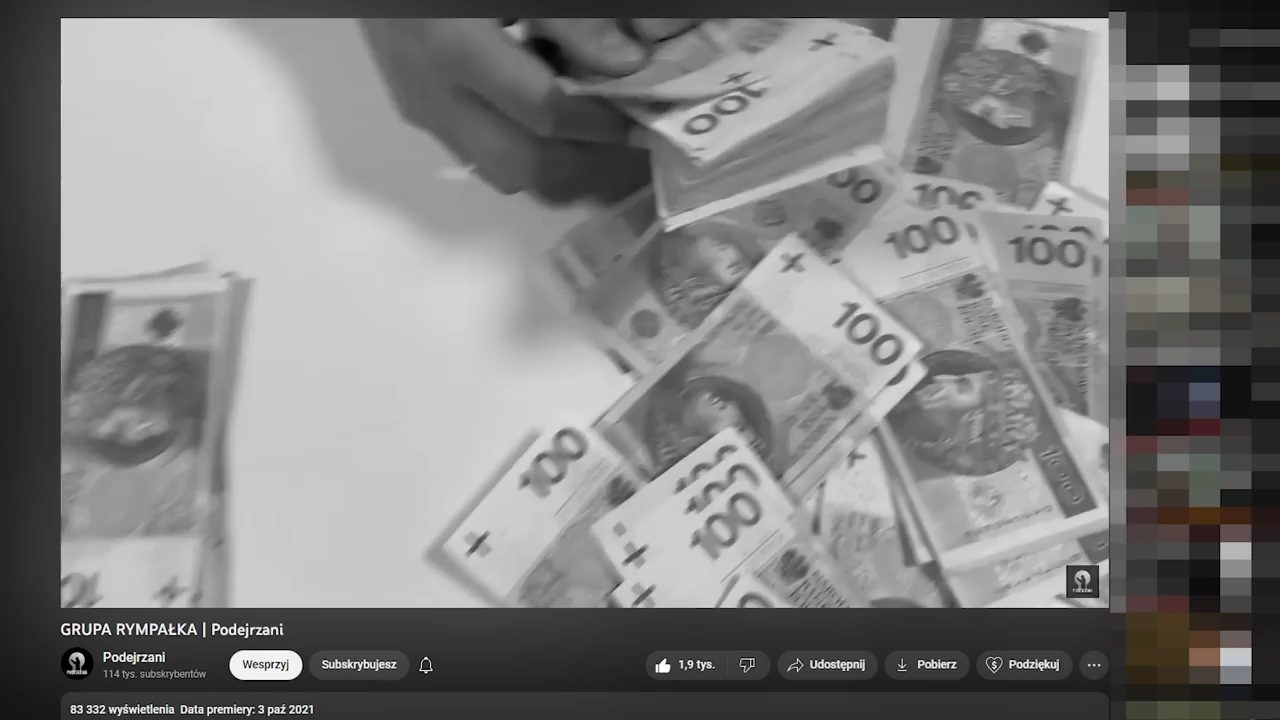 100
100
100
100
100
100
100
100
GRUPA RYMPAŁKA | Podejrzani
Podejrzani
114 tys. subskrybentów
Wesprzyj
Subskrybujesz
1,9 tys.
Udostępnij
Pobierz
Podziękuj
83 332 wyświetlenia Data premiery: 3 paź 2021